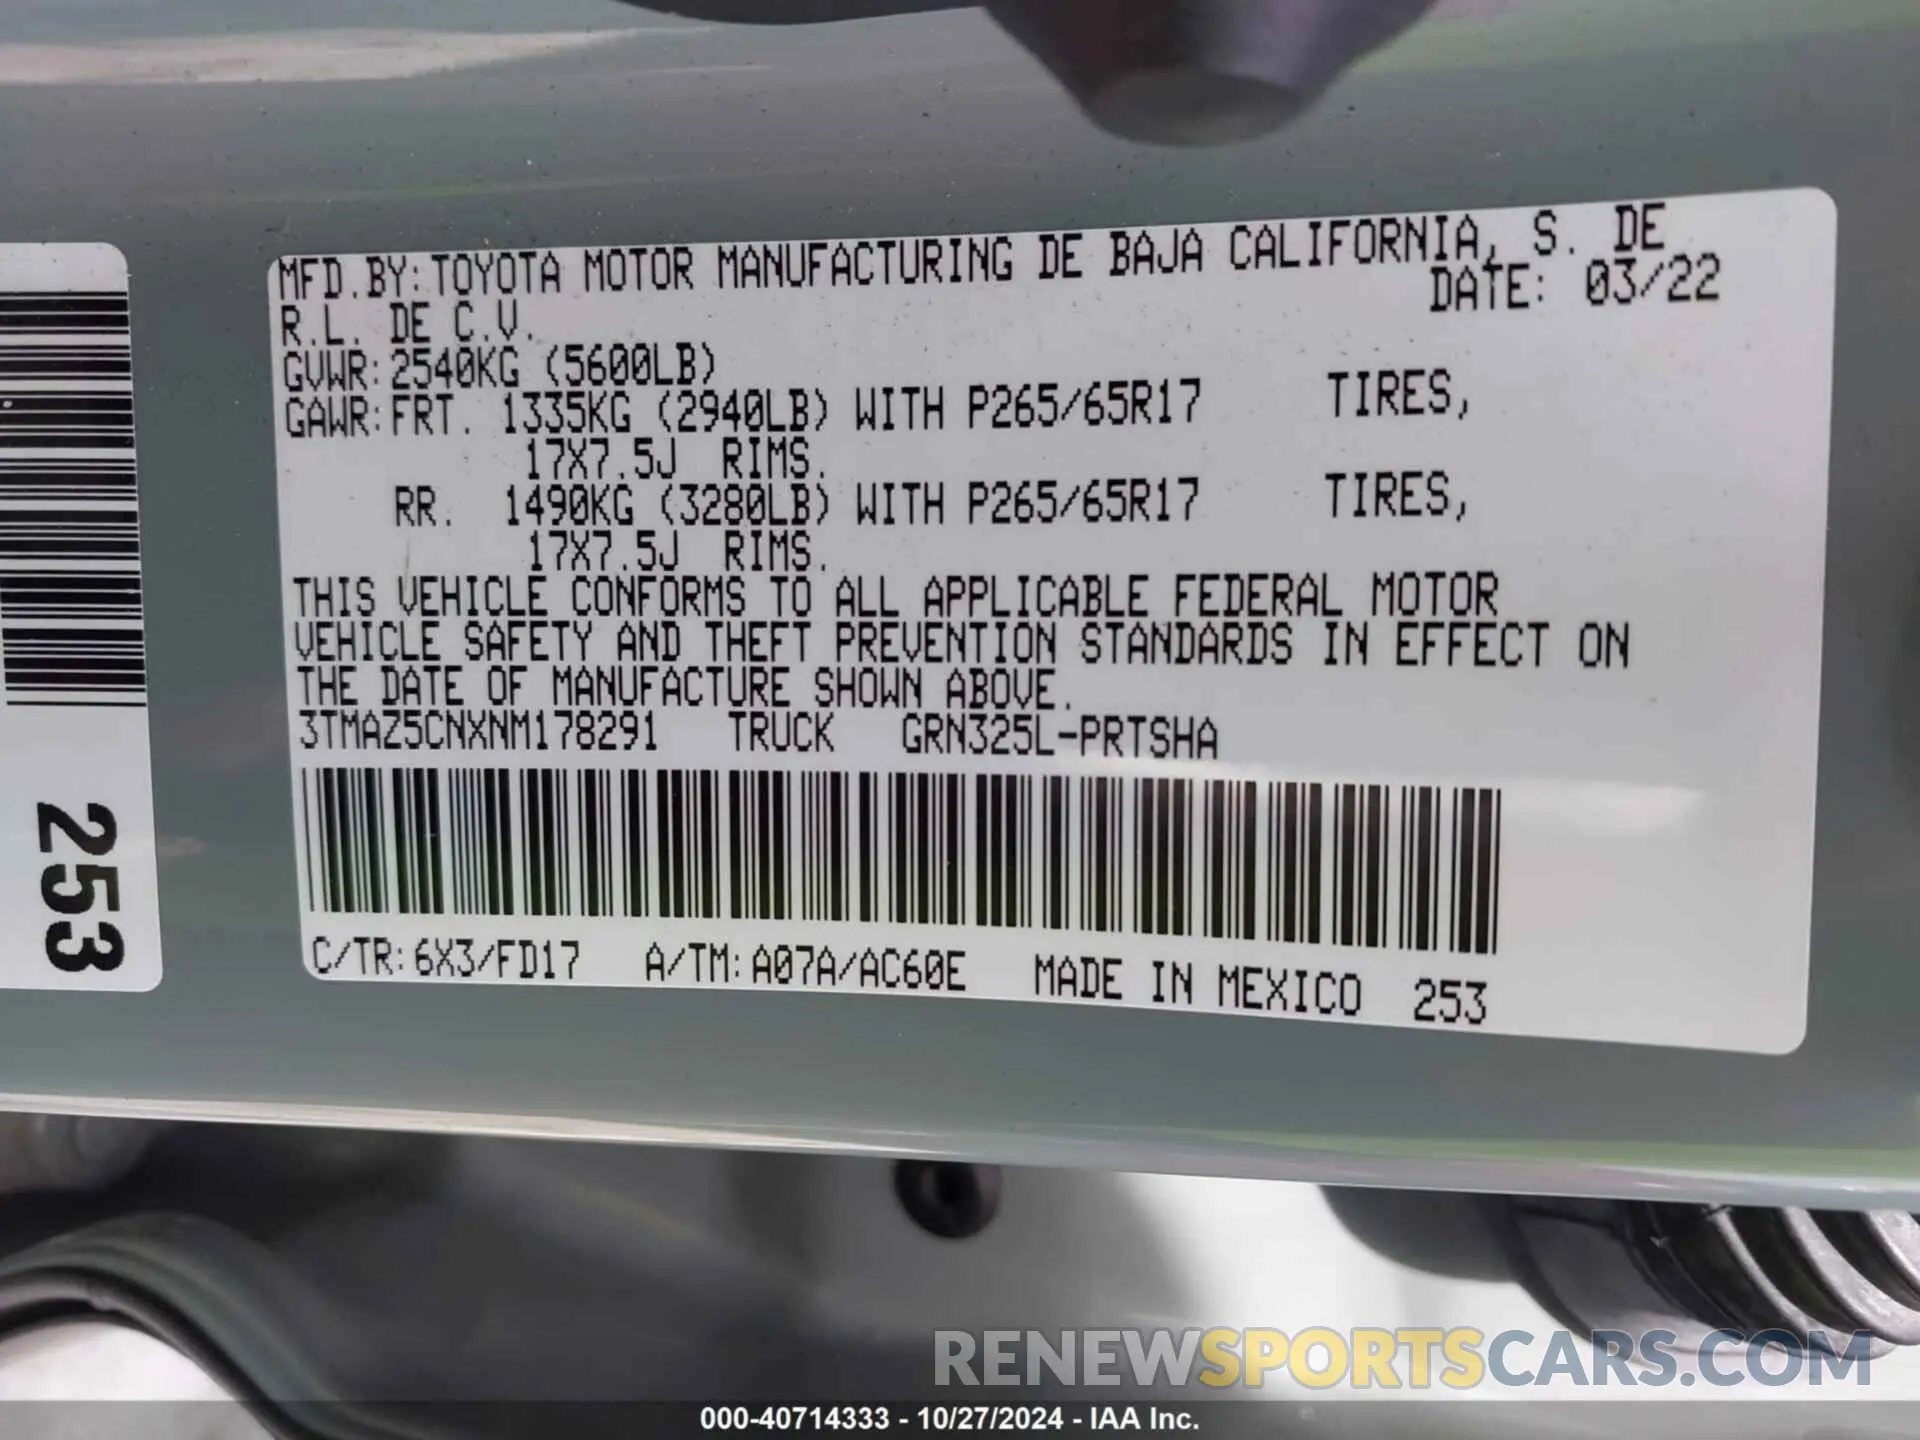 MFD.BY:TOYOTA MOTOR MANUFACTURING DE BAJA CALIFORNIA, S. DE
R.L. DE C.V. DATE: 03/22
GVWR:2540KG (5600LB)
GAWR:FRT. 1335KG (2940LB) WITH P265/65R17 TIRES,
17X7.5J RIMS.
RR. 1490KG (3280LB) WITH P265/65R17 TIRES,
17X7.5J RIMS.
THIS VEHICLE CONFORMS TO ALL APPLICABLE FEDERAL MOTOR
VEHICLE SAFETY AND THEFT PREVENTION STANDARDS IN EFFECT ON
THE DATE OF MANUFACTURE SHOWN ABOVE.
3TMAZ5CNXNM178291 TRUCK GRN325L-PRTSHA
C/TR:6X3/FD17 A/TM:A07A/AC60E MADE IN MEXICO 253
253
RENEWSPORTSCARS.COM
000-40714333 - 10/27/2024 - IAA Inc.